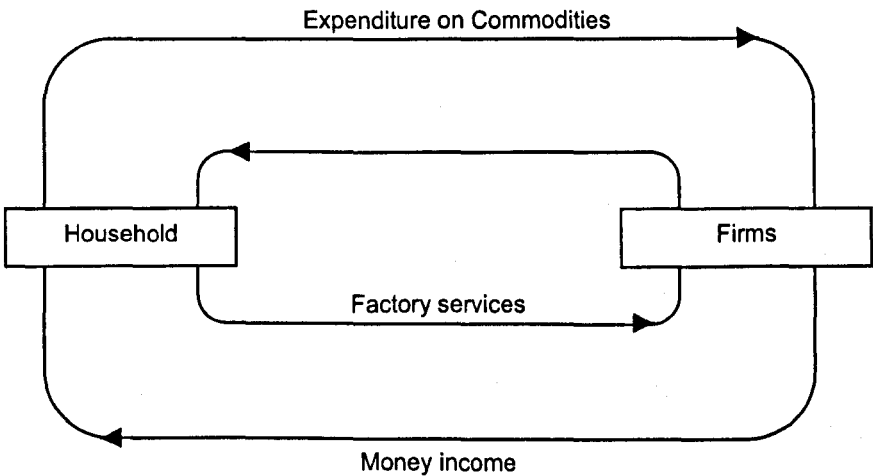 Expenditure on Commodities
Household
Firms
Factory services
Money income